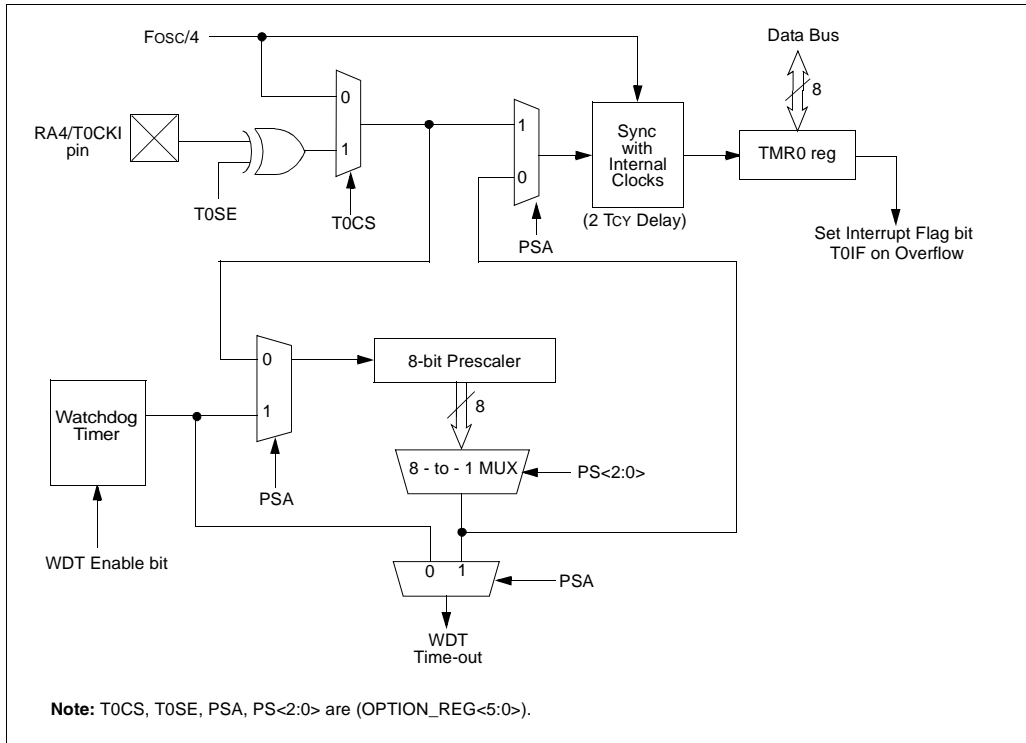 Fosc/4
Data Bus
8
0
1
RA4/T0CKI
pin
T0SE
T0CS
1
0
PSA
Sync
with
Internal
Clocks
(2 TCY Delay)
TMR0 reg
Set Interrupt Flag bit
T0IF on Overflow
0
1
PSA
8-bit Prescaler
8
Watchdog
Timer
WDT Enable bit
8 - to - 1 MUX
PS<2:0>
0 1
PSA
WDT
Time-out
Note: T0CS, T0SE, PSA, PS<2:0> are (OPTION_REG<5:0>).